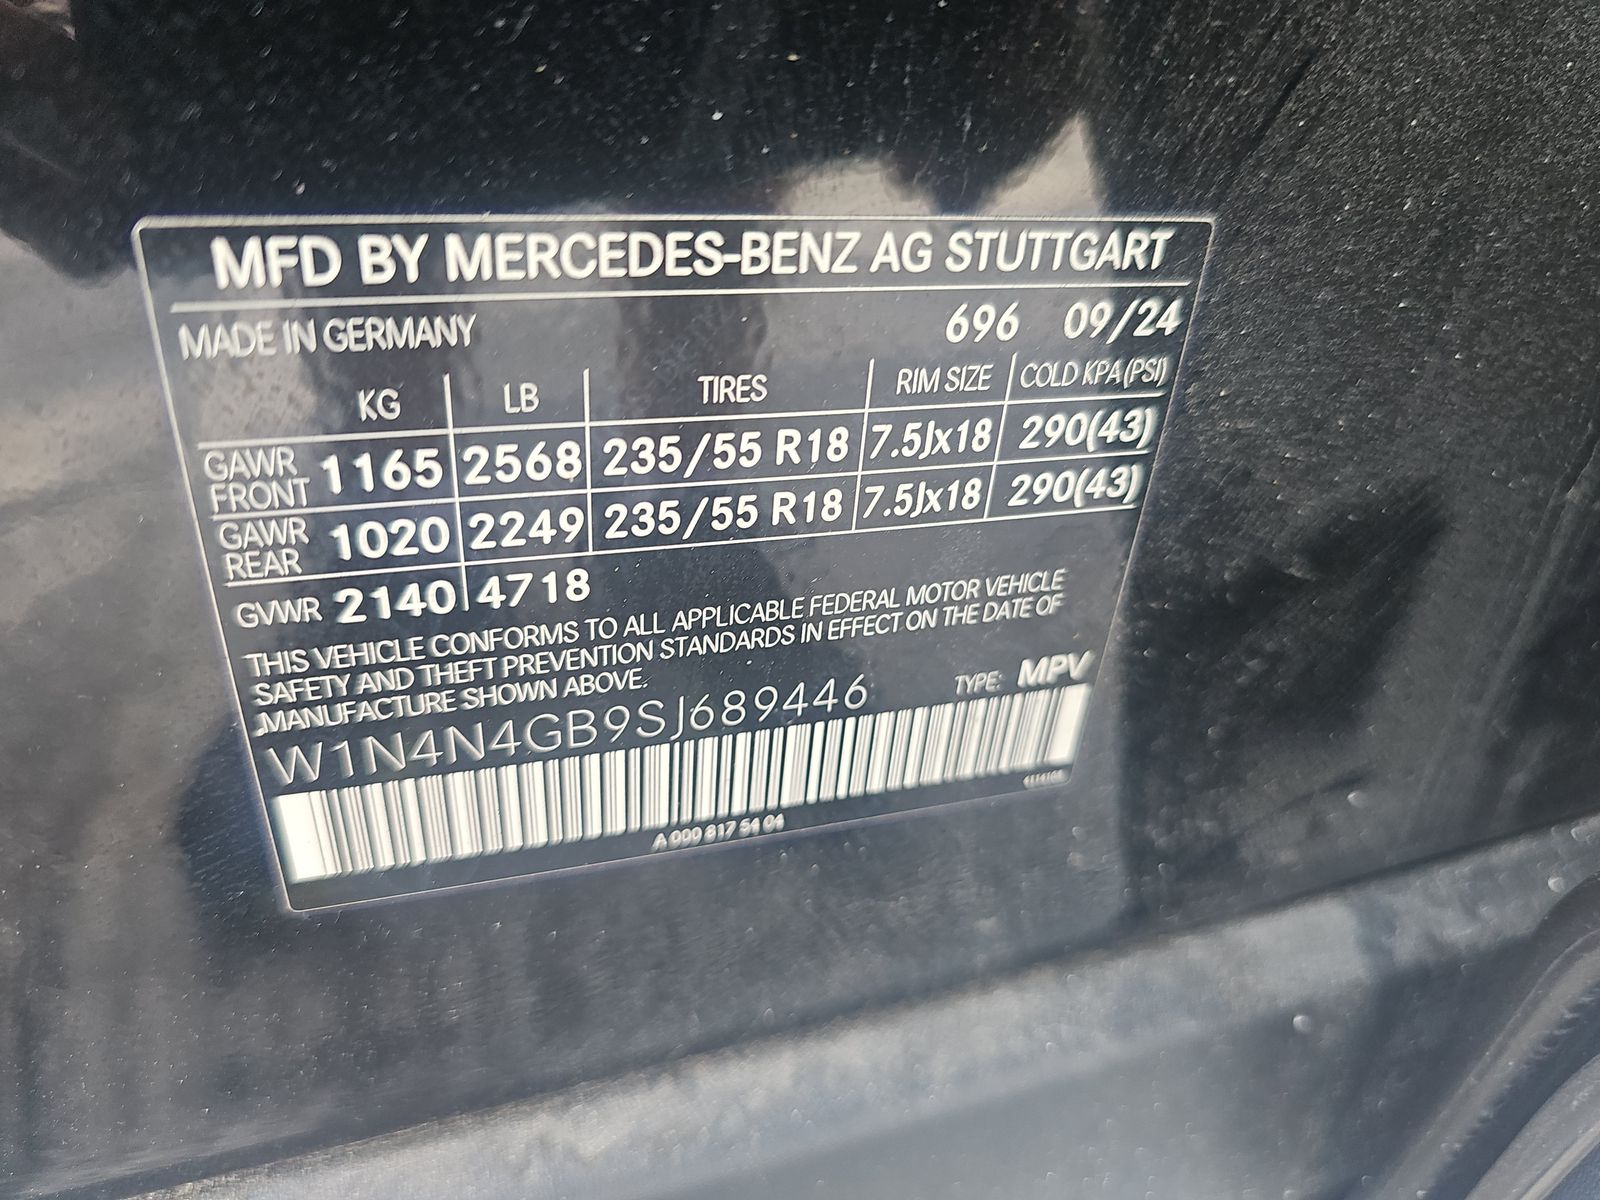 MFD BY MERCEDES-BENZ AG STUTTGART
MADE IN GERMANY 696 09/24
KG LB TIRES RIM SIZE COLD KPA (PSI)
GAWR FRONT 1165 2568 235/55 R18 7.5Jx18 290(43)
GAWR REAR 1020 2249 235/55 R18 7.5Jx18 290(43)
GVWR 2140 4718
THIS VEHICLE CONFORMS TO ALL APPLICABLE FEDERAL MOTOR VEHICLE
SAFETY AND THEFT PREVENTION STANDARDS IN EFFECT ON THE DATE OF
MANUFACTURE SHOWN ABOVE.
TYPE: MPV
W1N4N4GB9SJ689446
A 000 817 54 04